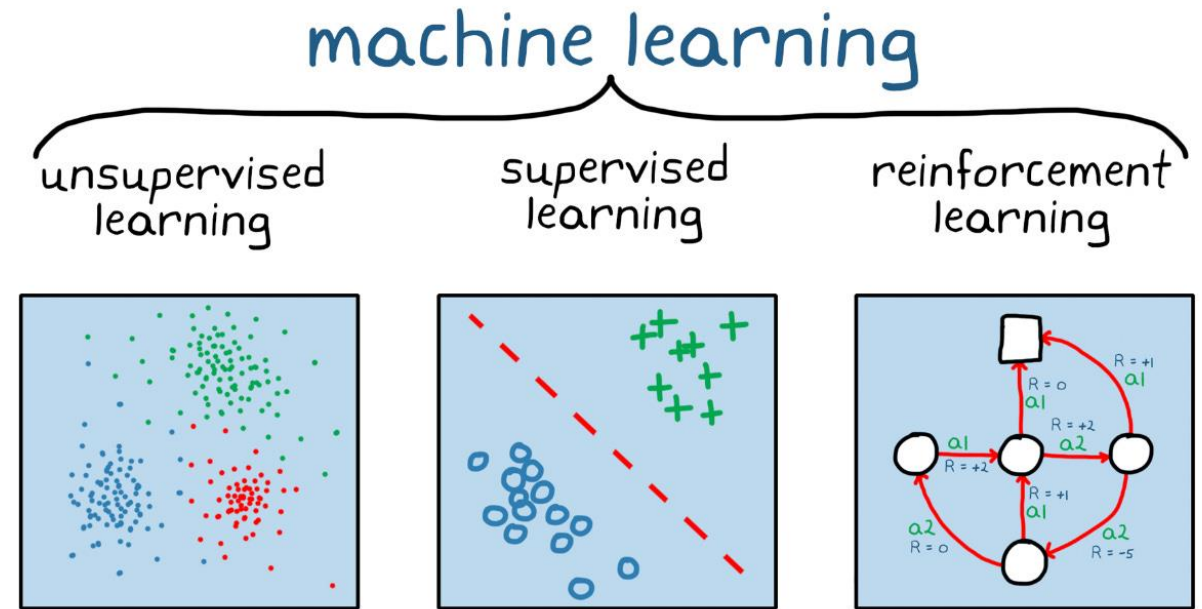 machine learning
unsupervised
learning
supervised
learning
reinforcement
learning
R = +1
a1
R = 0
a1
R = +2
a2
a1
R = +2
R = +1
a1
a2
R = 0
a2
R = -5